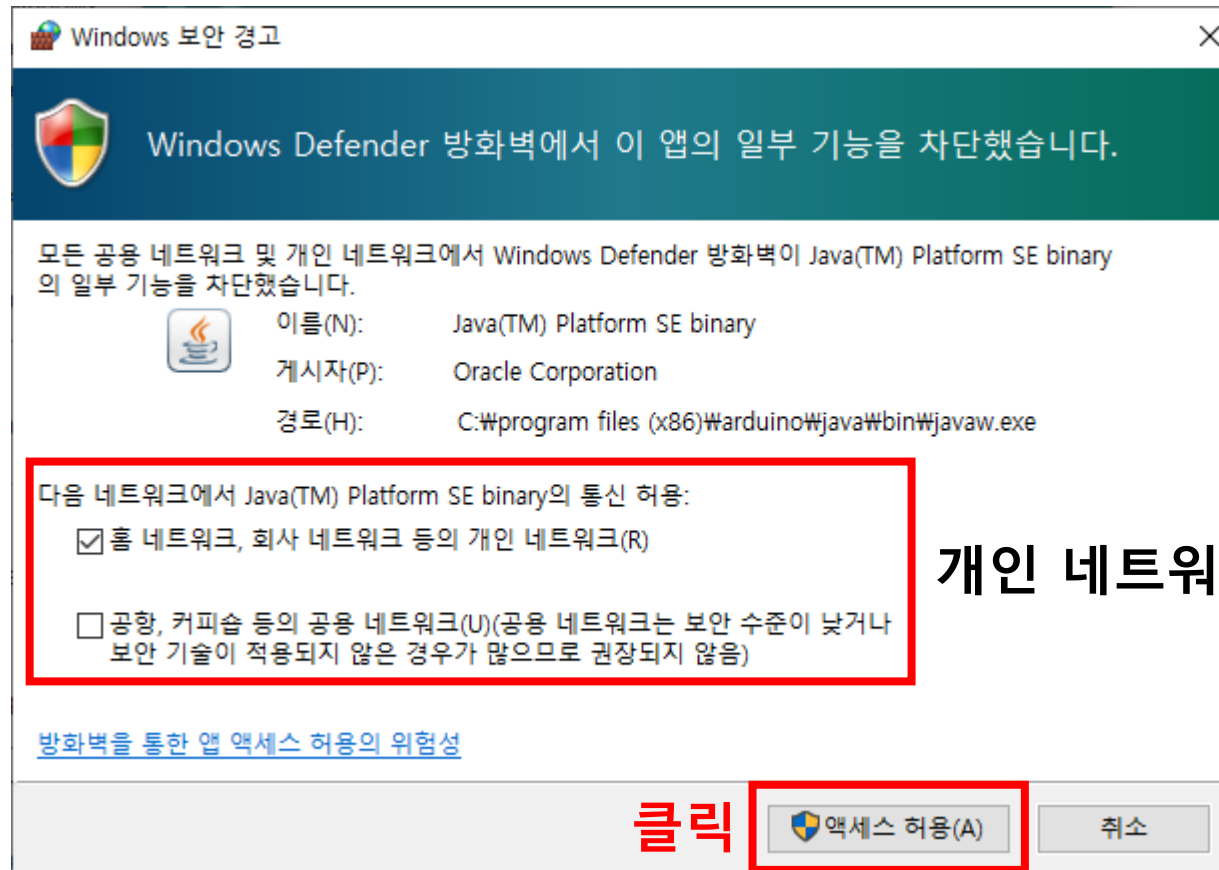 Windows 보안 경고
Windows Defender 방화벽에서 이 앱의 일부 기능을 차단했습니다.
모든 공용 네트워크 및 개인 네트워크에서 Windows Defender 방화벽이 Java(TM) Platform SE binary
의 일부 기능을 차단했습니다.
이름(N): Java(TM) Platform SE binary
게시자(P): Oracle Corporation
경로(H): C:₩program files (x86)₩arduino₩java₩bin₩javaw.exe
다음 네트워크에서 Java(TM) Platform SE binary의 통신 허용:
홈 네트워크, 회사 네트워크 등의 개인 네트워크(R)
개인 네트워
공항, 커피숍 등의 공용 네트워크(U)(공용 네트워크는 보안 수준이 낮거나
보안 기술이 적용되지 않은 경우가 많으므로 권장되지 않음)
방화벽을 통한 앱 액세스 허용의 위험성
클릭 액세스 허용(A) 취소